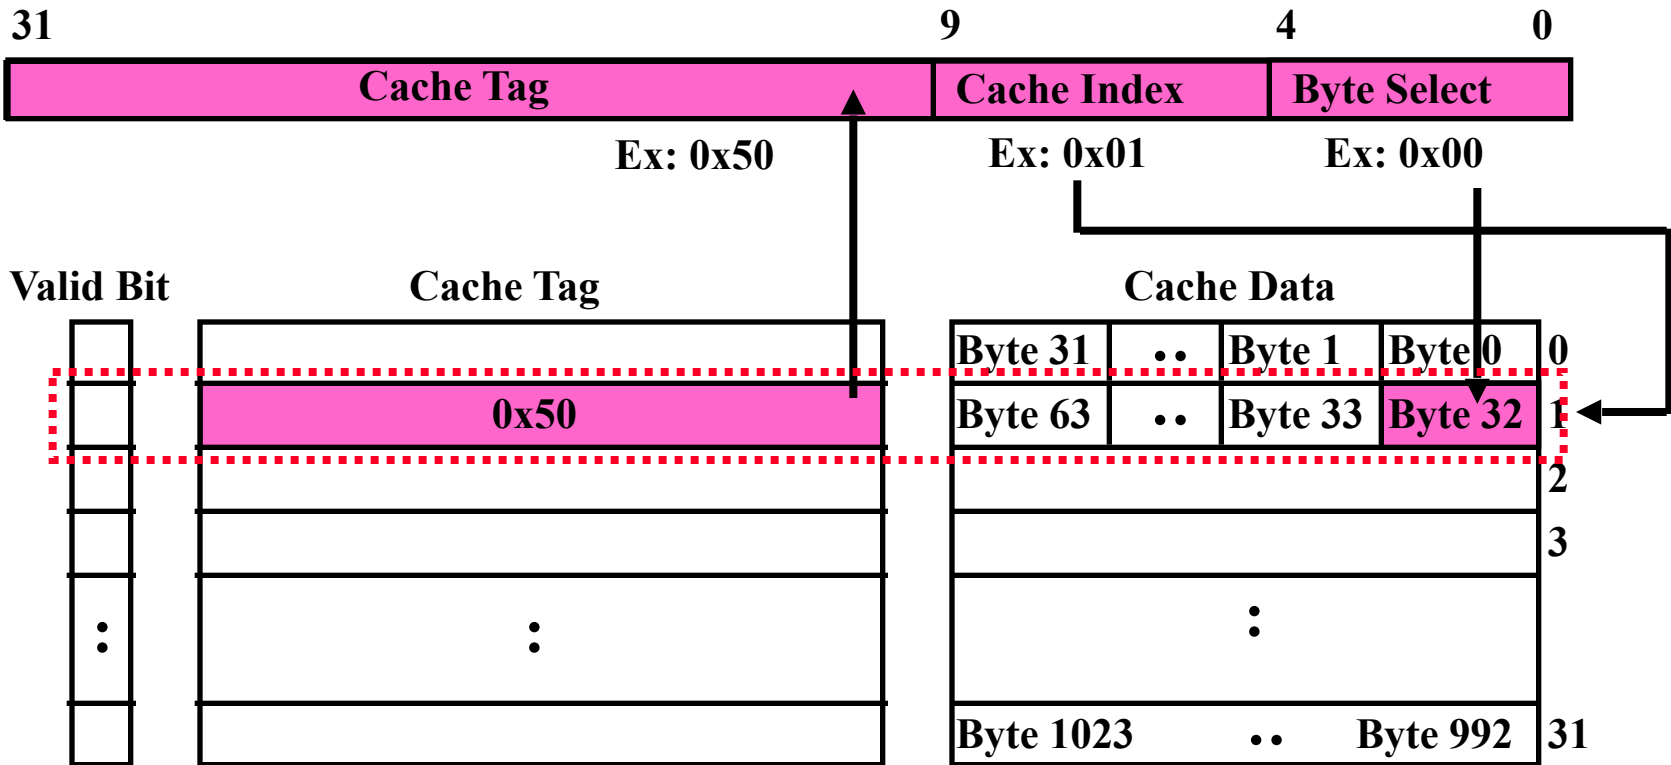 31 9 4 0
Cache Tag Cache Index Byte Select
Ex: 0x50 Ex: 0x01 Ex: 0x00
Valid Bit Cache Tag Cache Data
Byte 31 .. Byte 1 Byte 0 0
0x50 Byte 63 .. Byte 33 Byte 32 1
2
3
: : :
Byte 1023 .. Byte 992 31